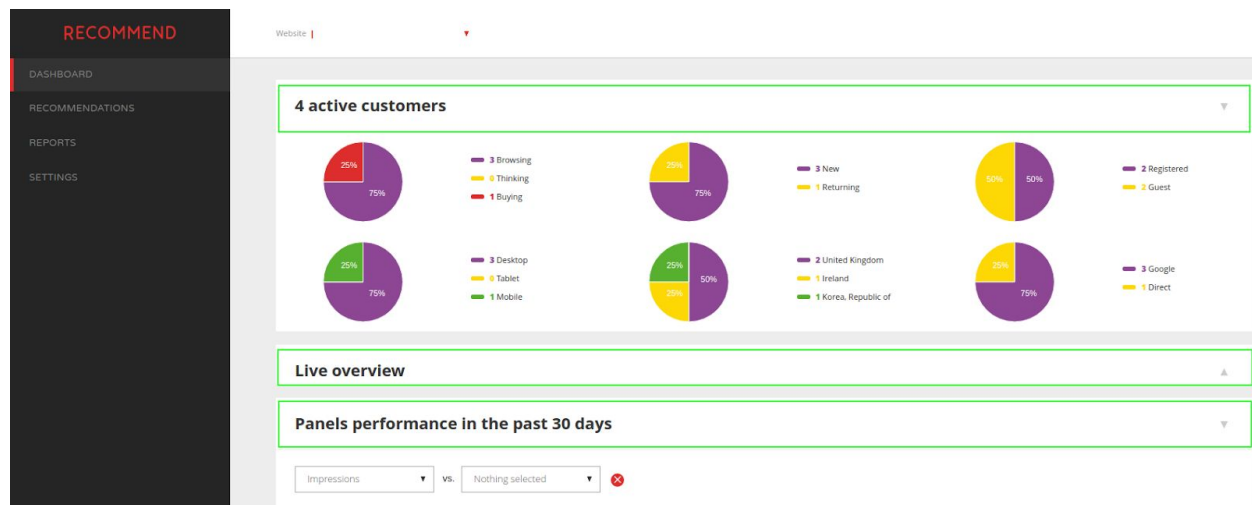 RECOMMEND
DASHBOARD
RECOMMENDATIONS
REPORTS
SETTINGS
Website
4 active customers
25%
75%
3 Browsing
0 Thinking
1 Buying
25%
75%
3 New
1 Returning
50%
50%
2 Registered
2 Guest
25%
75%
3 Desktop
0 Tablet
1 Mobile
25%
50%
25%
2 United Kingdom
1 Ireland
1 Korea, Republic of
25%
75%
3 Google
1 Direct
Live overview
Panels performance in the past 30 days
Impressions vs. Nothing selected